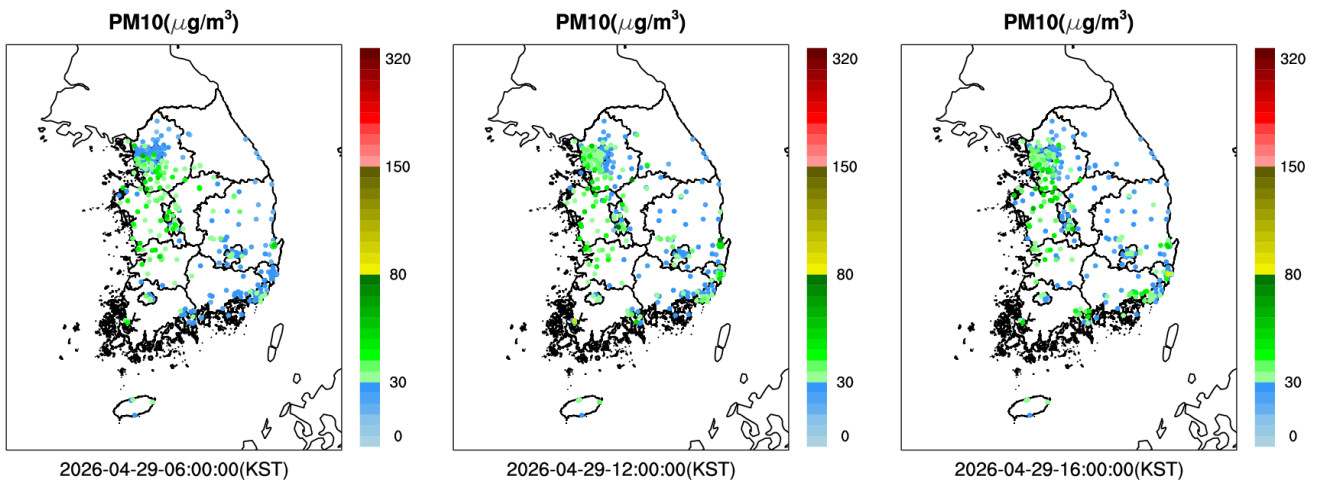 PM10(μg/m³) PM10(μg/m³) PM10(μg/m³)
320 320 320
150 150 150
80 80 80
30 30 30
0 0 0
2026-04-29-06:00:00(KST) 2026-04-29-12:00:00(KST) 2026-04-29-16:00:00(KST)